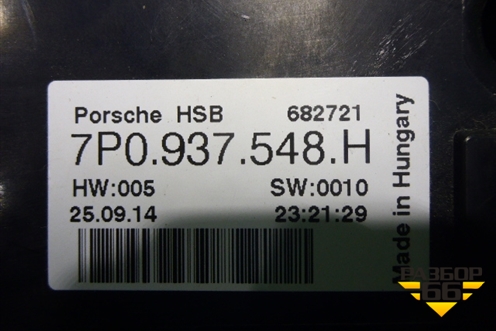 Porsche HSB 682721
7P0.937.548.H
HW:005 SW:0010
25.09.14 23:21:29
Made in Hungary
РАЗБОР
66